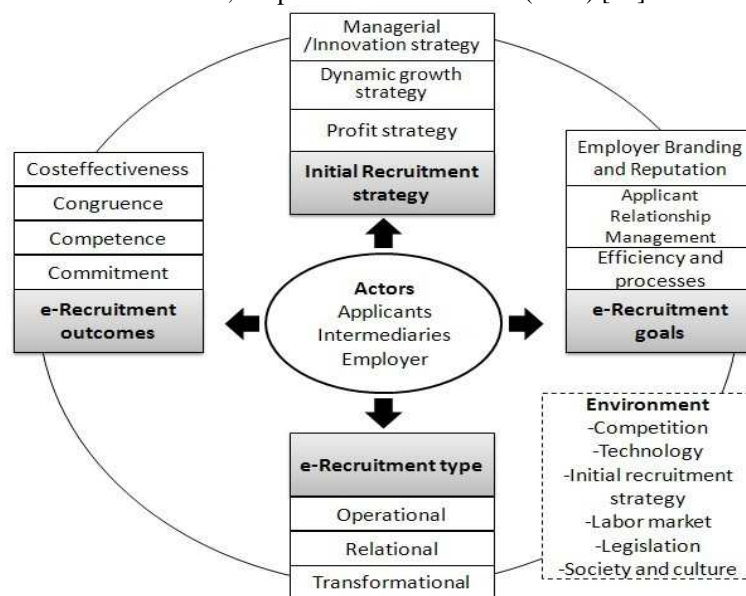 Managerial
/Innovation strategy
Dynamic growth
strategy
Profit strategy
Initial Recruitment
strategy
Costeffectiveness
Congruence
Competence
Commitment
e-Recruitment
outcomes
Actors
Applicants
Intermediaries
Employer
Employer Branding
and Reputation
Applicant
Relationship
Management
Efficiency and
processes
e-Recruitment
goals
e-Recruitment type
Operational
Relational
Transformational
Environment
-Competition
-Technology
-Initial recruitment
strategy
-Labor market
-Legislation
-Society and culture